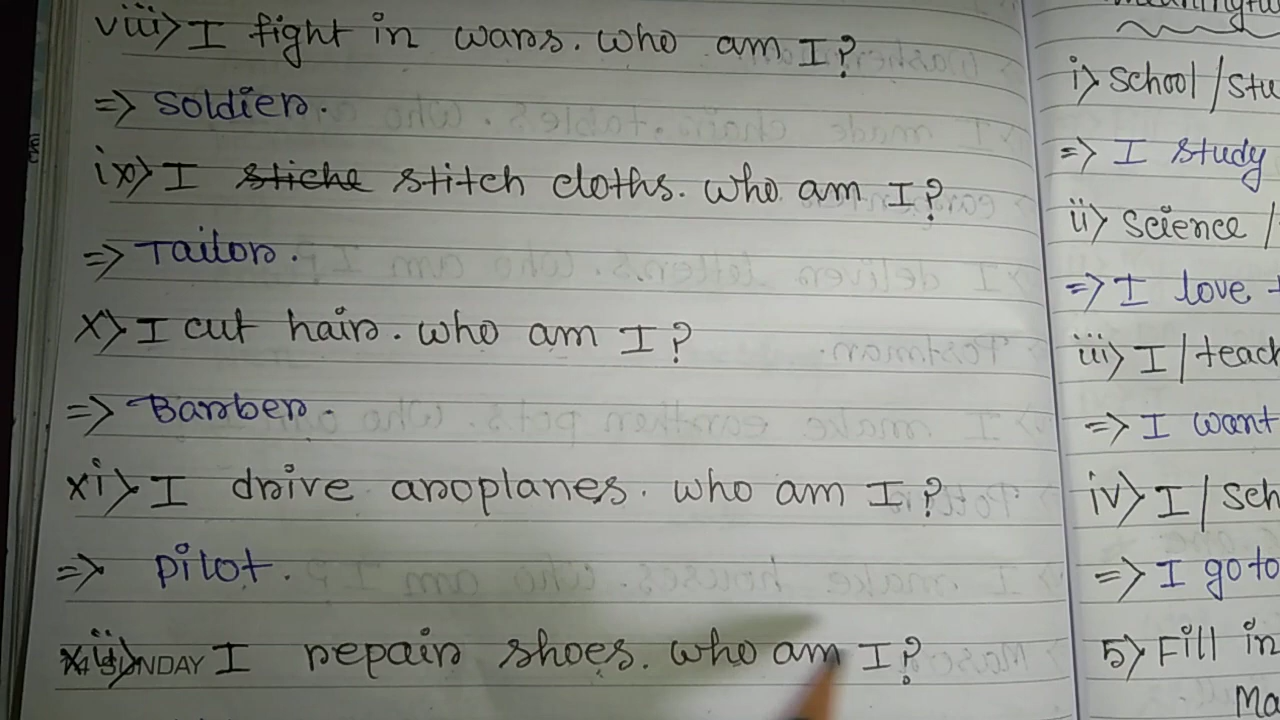 viii) I fight in wars. Who am I?
=> Soldier.
ix) I stiche stitch cloths. Who am I?
=> Tailor.
x) I cut hair. Who am I?
=> Barber.
xi) I drive aroplanes. Who am I?
=> Pilot.
xii) I repair shoes. Who am I?
i) School / Stu
=> I study
ii) Science /
=> I love
iii) I / teach
=> I want
iv) I / Sch
=> I go to
5) Fill in
Ma